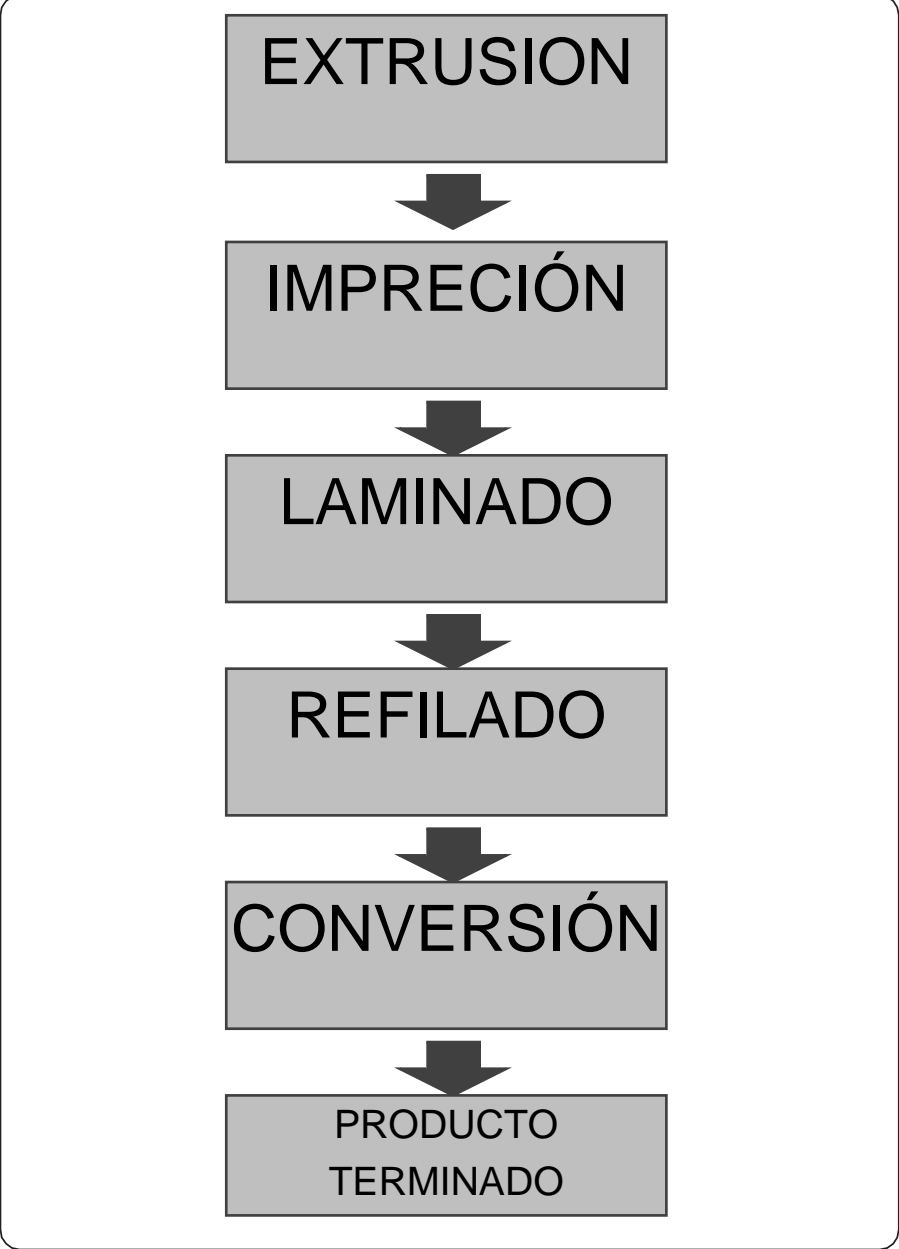 EXTRUSION
IMPRECIÓN
LAMINADO
REFILADO
CONVERSIÓN
PRODUCTO
TERMINADO